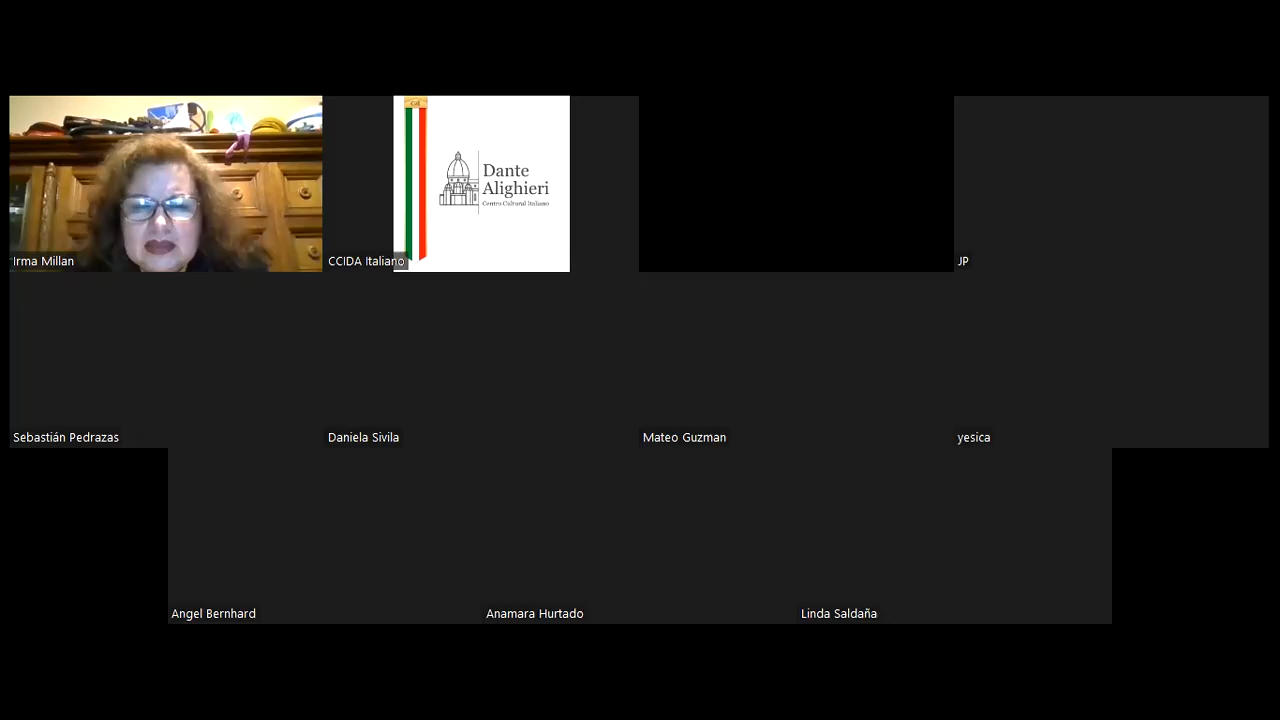 Irma Millan
CCIDA Italiano
Dante
Alighieri
Centro Cultural Italiano
JP
Sebastián Pedrazas
Daniela Sivila
Mateo Guzman
yesica
Angel Bernhard
Anamara Hurtado
Linda Saldaña